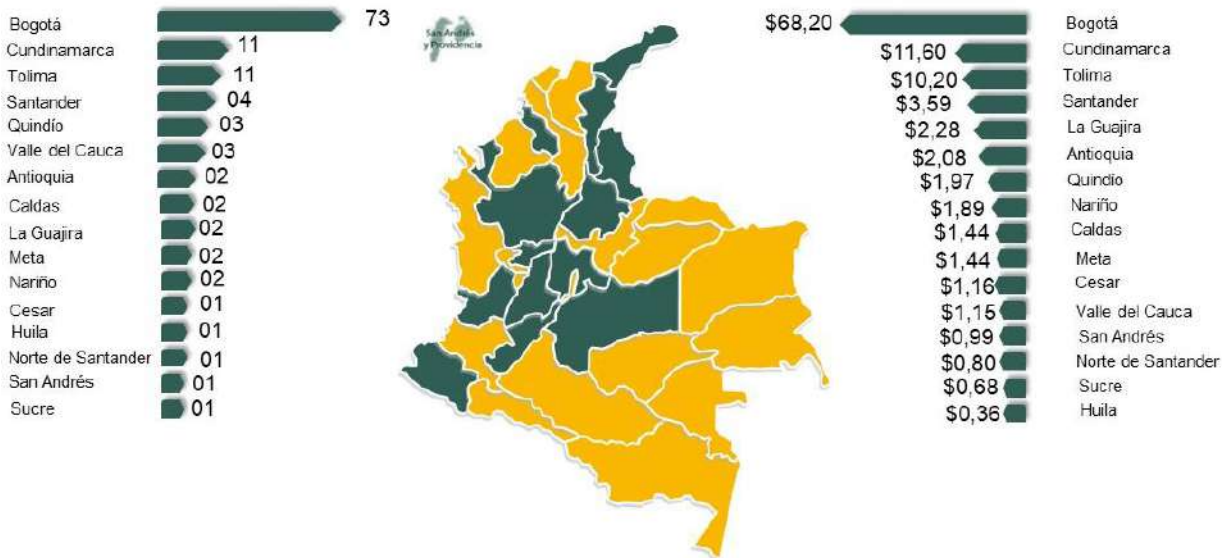 Bogotá 73
Cundinamarca 11
Tolima 11
Santander 04
Quindío 03
Valle del Cauca 03
Antioquia 02
Caldas 02
La Guajira 02
Meta 02
Nariño 02
Cesar 01
Huila 01
Norte de Santander 01
San Andrés 01
Sucre 01
San Andrés
y Providencia
$68,20 Bogotá
$11,60 Cundinamarca
$10,20 Tolima
$3,59 Santander
$2,28 La Guajira
$2,08 Antioquia
$1,97 Quindío
$1,89 Nariño
$1,44 Caldas
$1,44 Meta
$1,16 Cesar
$1,15 Valle del Cauca
$0,99 San Andrés
$0,80 Norte de Santander
$0,68 Sucre
$0,36 Huila